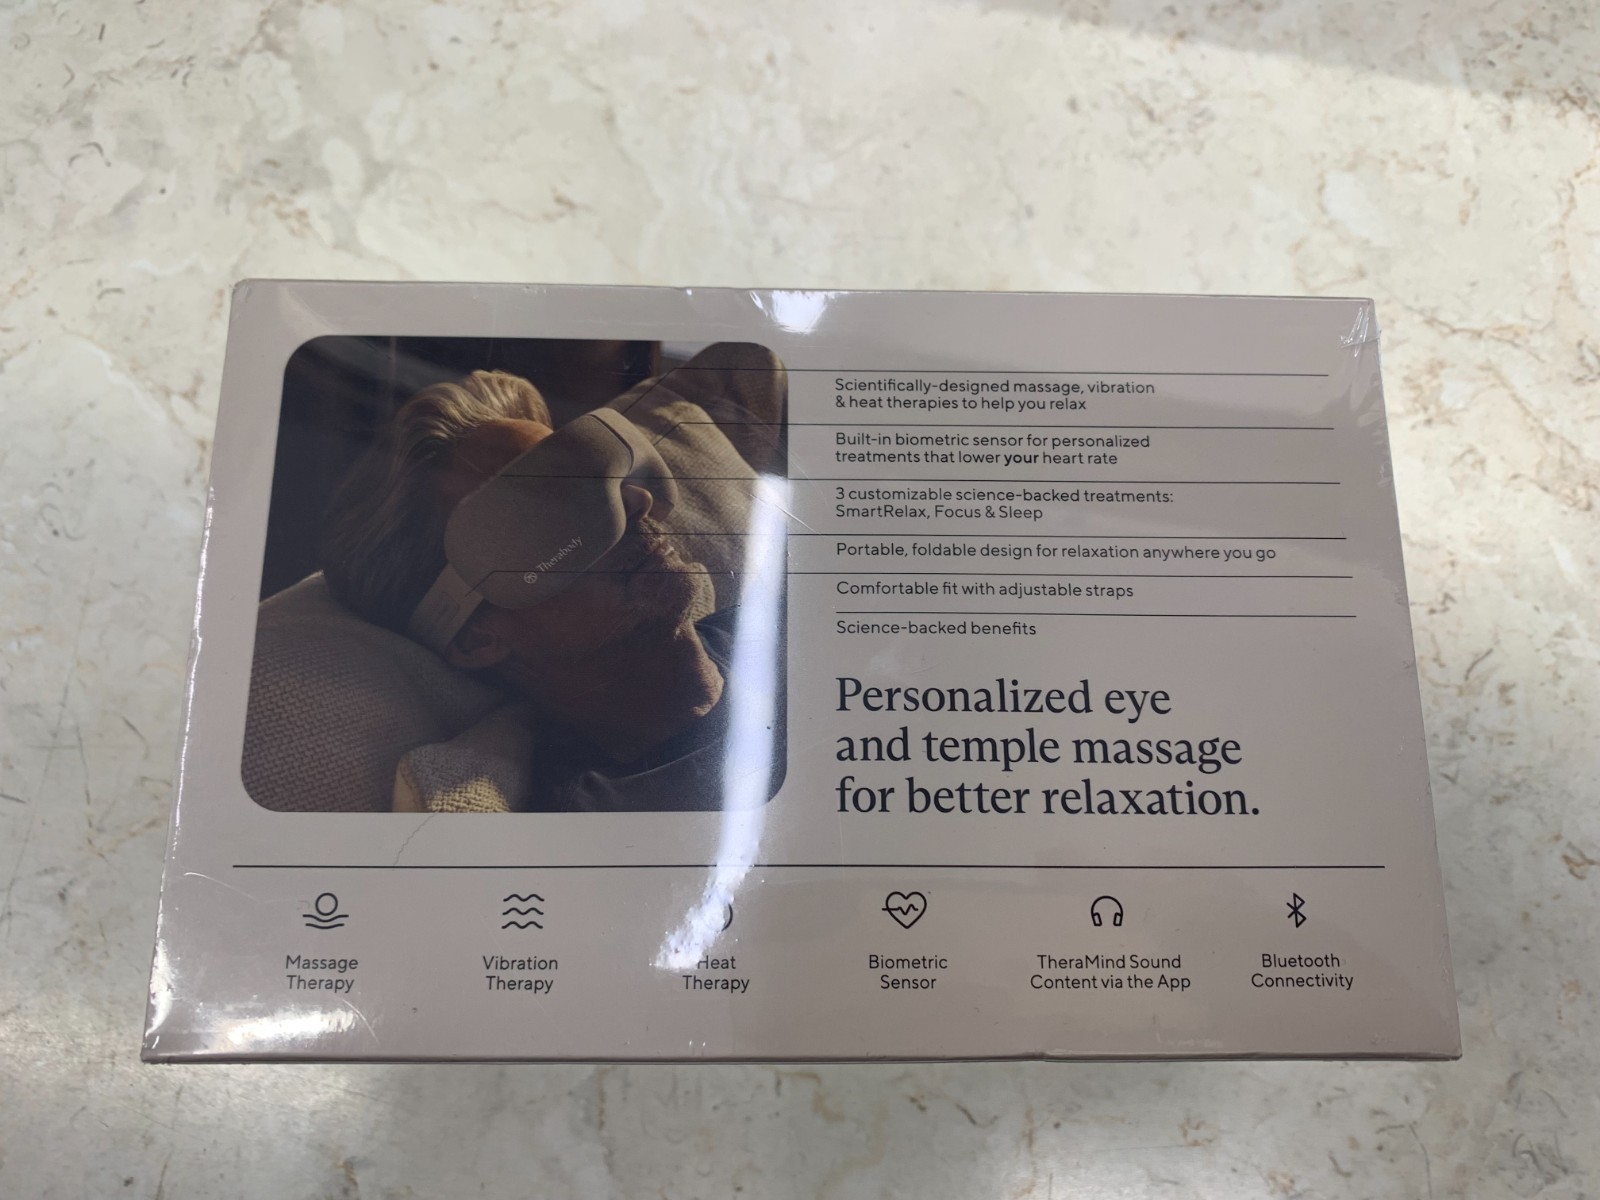 Therabody
Scientifically-designed massage, vibration
& heat therapies to help you relax
Built-in biometric sensor for personalized
treatments that lower your heart rate
3 customizable science-backed treatments:
SmartRelax, Focus & Sleep
Portable, foldable design for relaxation anywhere you go
Comfortable fit with adjustable straps
Science-backed benefits
Personalized eye
and temple massage
for better relaxation.
Massage
Therapy
Vibration
Therapy
Heat
Therapy
Biometric
Sensor
TheraMind Sound
Content via the App
Bluetooth
Connectivity